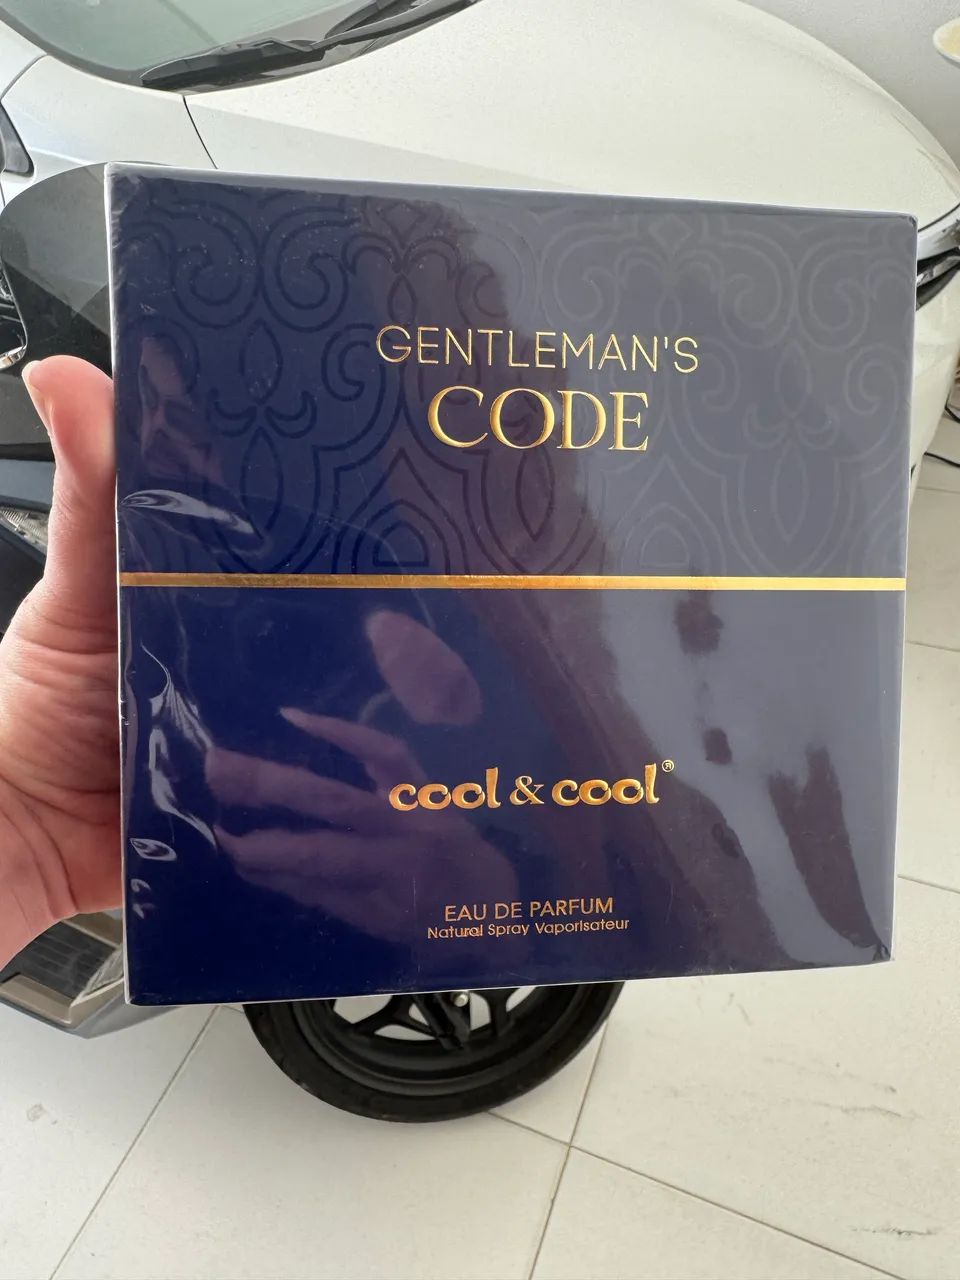 GENTLEMAN'S
CODE
cool & cool®
EAU DE PARFUM
Natural Spray Vaporisateur